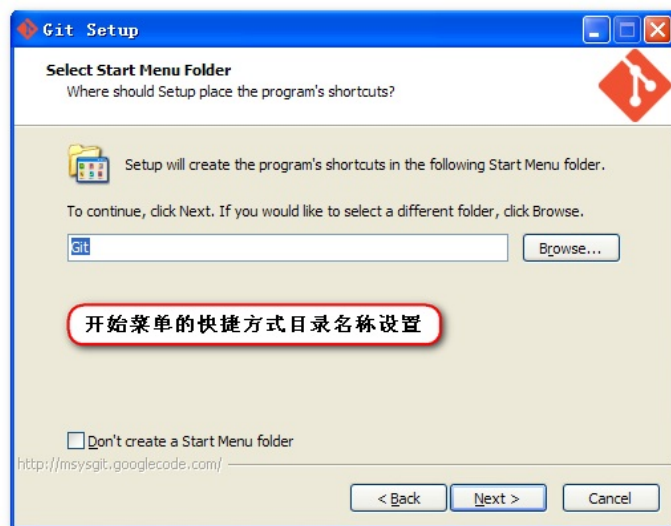 Git Setup
Select Start Menu Folder
Where should Setup place the program's shortcuts?
Setup will create the program's shortcuts in the following Start Menu folder.
To continue, click Next. If you would like to select a different folder, click Browse.
Git
Browse...
开始菜单的快捷方式目录名称设置
Don't create a Start Menu folder
http://msysgit.googlecode.com/
< Back
Next >
Cancel